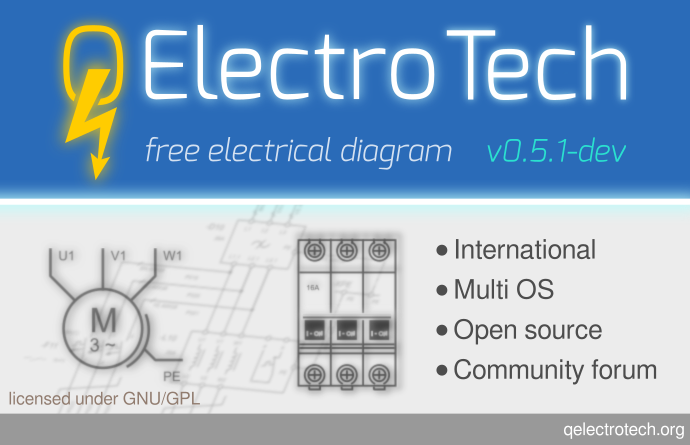 QElectroTech
free electrical diagram v0.5.1-dev
U1 V1 W1
M
3 ~
PE
16A
• International
• Multi OS
• Open source
• Community forum
licensed under GNU/GPL
qelectrotech.org